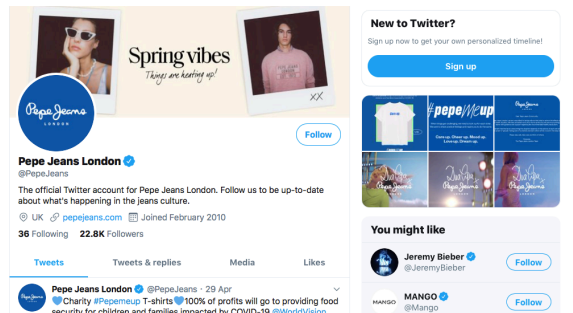 Spring vibes
Things are heating up!
XX
Pepe Jeans
LONDON
Follow
Pepe Jeans London
@PepeJeans
The official Twitter account for Pepe Jeans London. Follow us to be up-to-date
about what's happening in the jeans culture.
UK pepejeans.com Joined February 2010
36 Following 22.8K Followers
Tweets Tweets & replies Media Likes
Pepe Jeans London @PepeJeans · 29 Apr
💙Charity #Pepemeup T-shirts💙100% of profits will go to providing food
security for children and families impacted by COVID-19 @WorldVision
New to Twitter?
Sign up now to get your own personalized timeline!
Sign up
#pepeMeup
Pepe Jeans
You might like
Jeremy Bieber
@JeremyBieber
Follow
MANGO
MANGO
@Mango
Follow